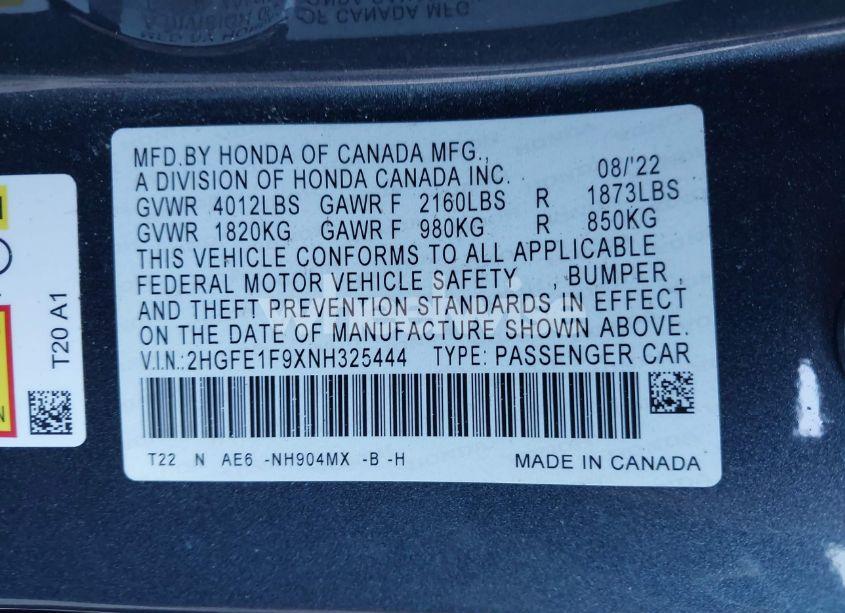 MFD.BY HONDA OF CANADA MFG.,
A DIVISION OF HONDA CANADA INC. 08/'22
GVWR 4012LBS GAWR F 2160LBS R 1873LBS
GVWR 1820KG GAWR F 980KG R 850KG
THIS VEHICLE CONFORMS TO ALL APPLICABLE
FEDERAL MOTOR VEHICLE SAFETY , BUMPER ,
AND THEFT PREVENTION STANDARDS IN EFFECT
ON THE DATE OF MANUFACTURE SHOWN ABOVE.
V.I.N.:2HGFE1F9XNH325444 TYPE: PASSENGER CAR
T22 N AE6 -NH904MX -B -H MADE IN CANADA
T20 A1